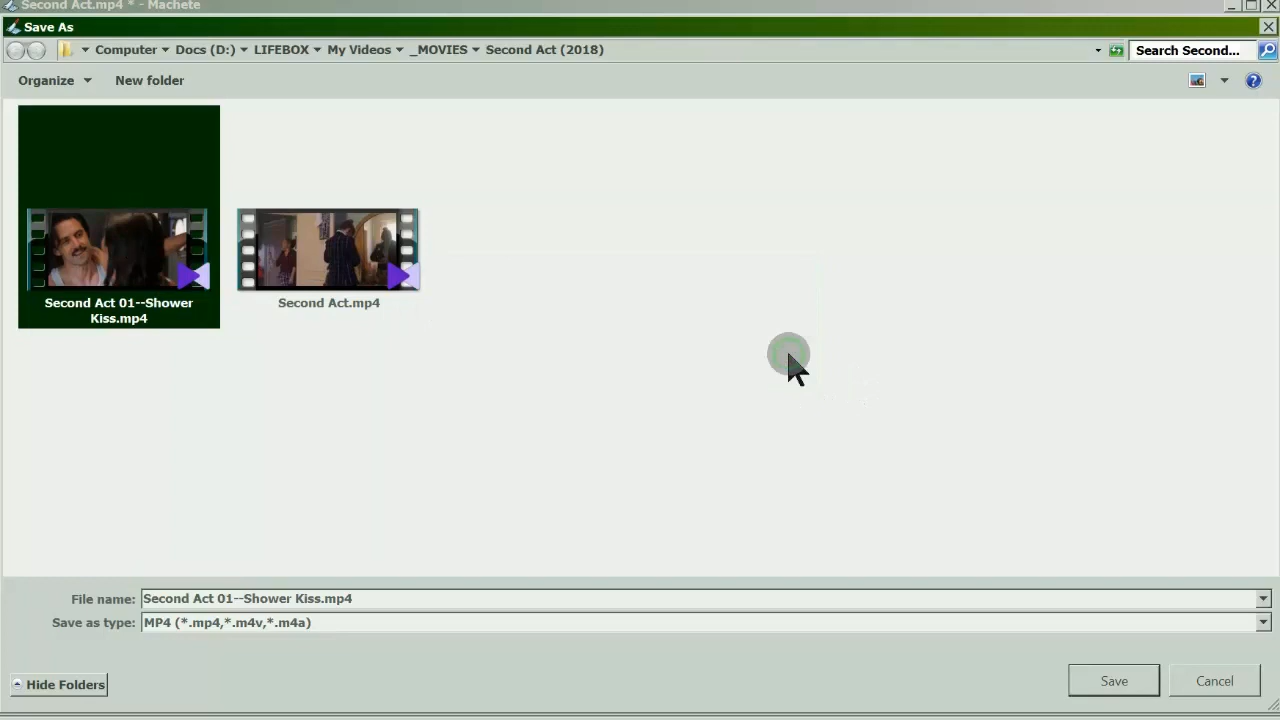 Second Act.mp4 * - Machete
Save As
Computer Docs (D:) LIFEBOX My Videos _MOVIES Second Act (2018)
Search Second...
Organize New folder
Second Act 01--Shower
Kiss.mp4
Second Act.mp4
File name: Second Act 01--Shower Kiss.mp4
Save as type: MP4 (*.mp4,*.m4v,*.m4a)
Hide Folders
Save
Cancel